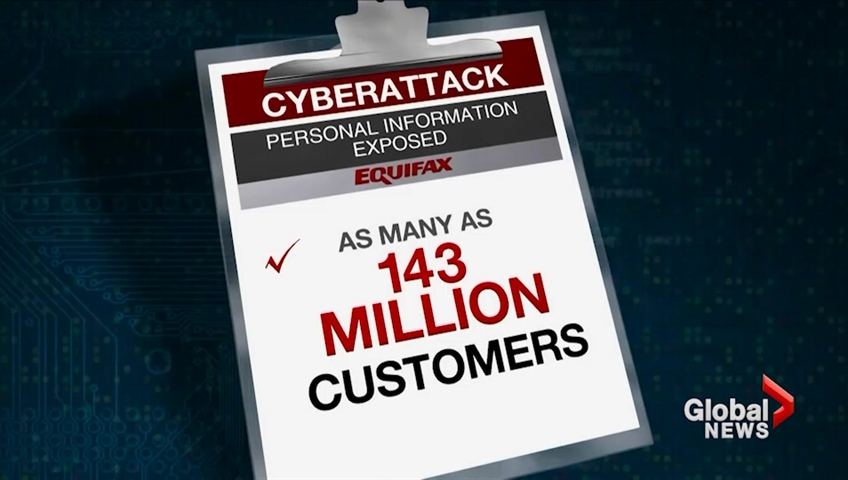 CYBERATTACK
PERSONAL INFORMATION
EXPOSED
EQUIFAX
AS MANY AS
143
MILLION
CUSTOMERS
Global
NEWS